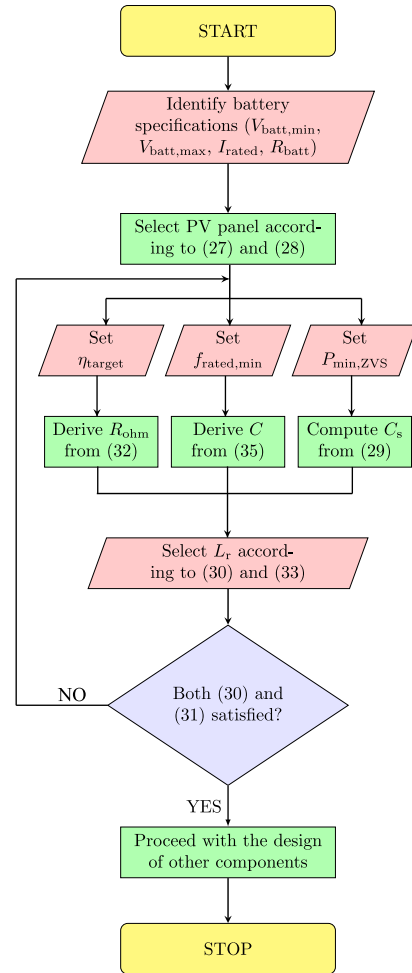 START
Identify battery
specifications (V_batt,min,
V_batt,max, I_rated, R_batt)
Select PV panel accord-
ing to (27) and (28)
Set
η_target
Set
f_rated,min
Set
P_min,ZVS
Derive R_ohm
from (32)
Derive C
from (35)
Compute C_s
from (29)
Select L_r accord-
ing to (30) and (33)
Both (30) and
(31) satisfied?
NO
YES
Proceed with the design
of other components
STOP